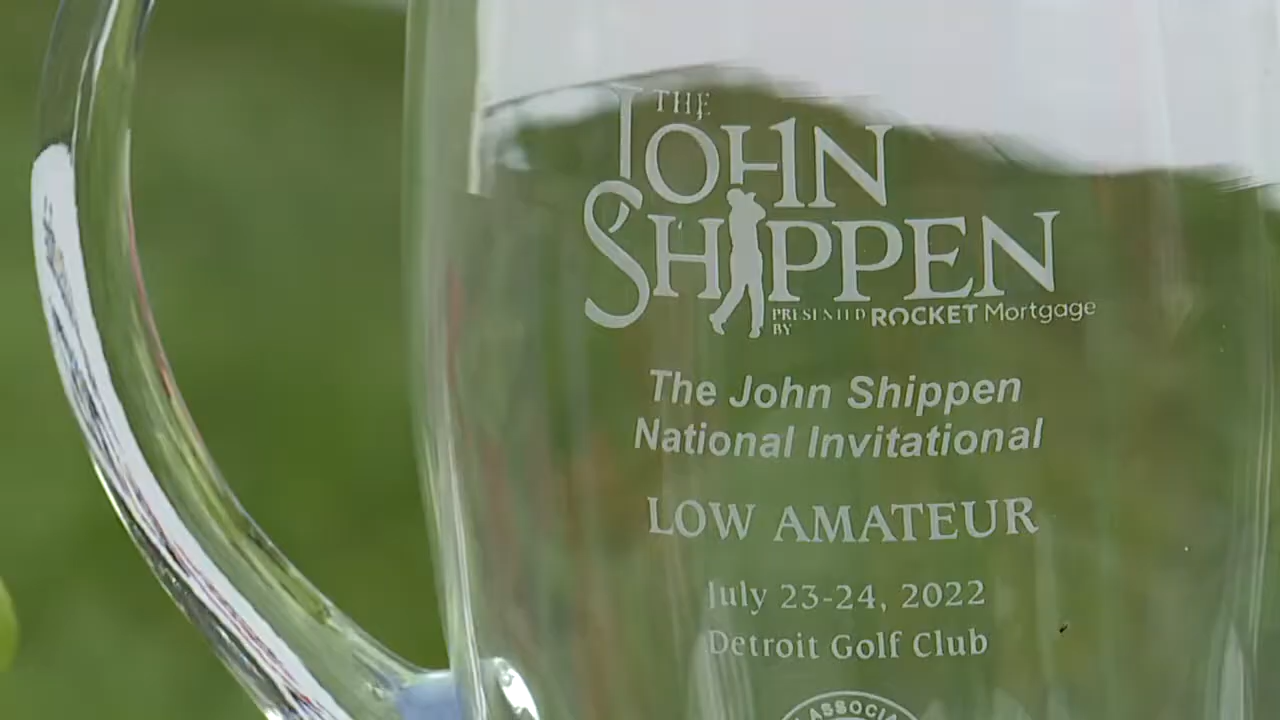 THE
JOHN
SHIPPEN
PRESENTED
BY
ROCKET Mortgage
The John Shippen
National Invitational
LOW AMATEUR
July 23-24, 2022
Detroit Golf Club